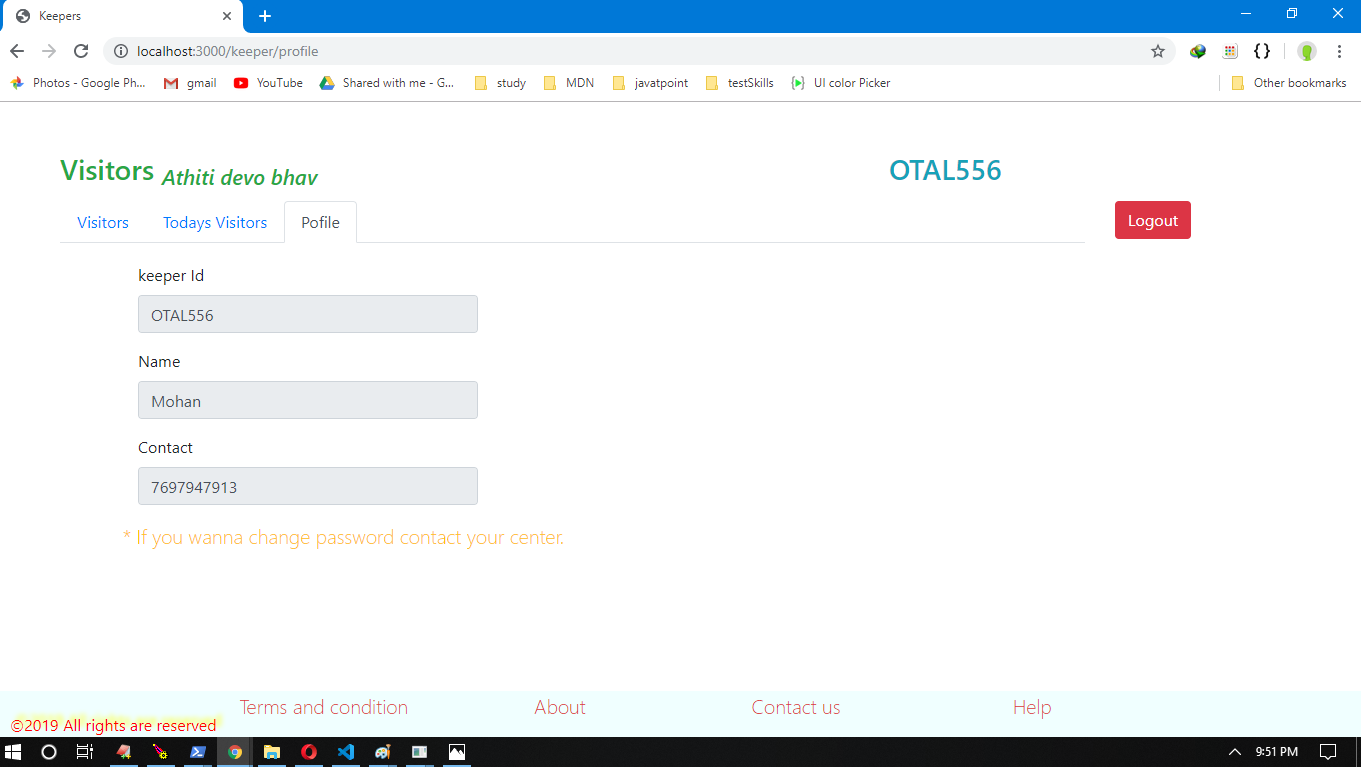 Keepers
localhost:3000/keeper/profile
Photos - Google Ph... gmail YouTube Shared with me - G... study MDN javatpoint testSkills UI color Picker Other bookmarks
Visitors Athiti devo bhav OTAL556
Visitors Todays Visitors Pofile Logout
keeper Id
OTAL556
Name
Mohan
Contact
7697947913
* If you wanna change password contact your center.
Terms and condition About Contact us Help
©2019 All rights are reserved
9:51 PM